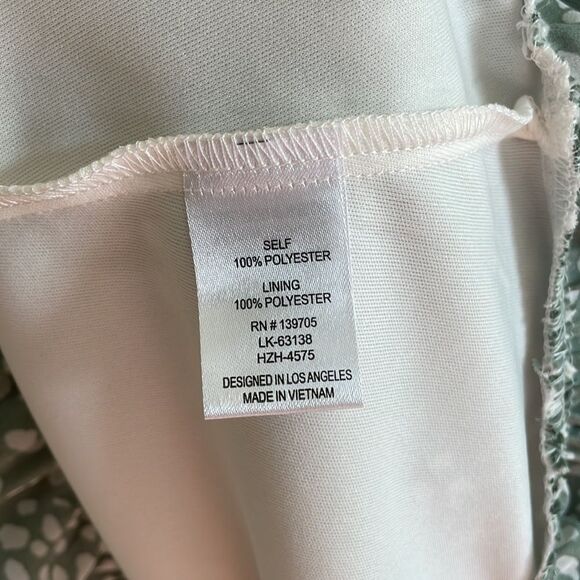 SELF
100% POLYESTER
LINING
100% POLYESTER
RN # 139705
LK-63138
HZH-4575
DESIGNED IN LOS ANGELES
MADE IN VIETNAM